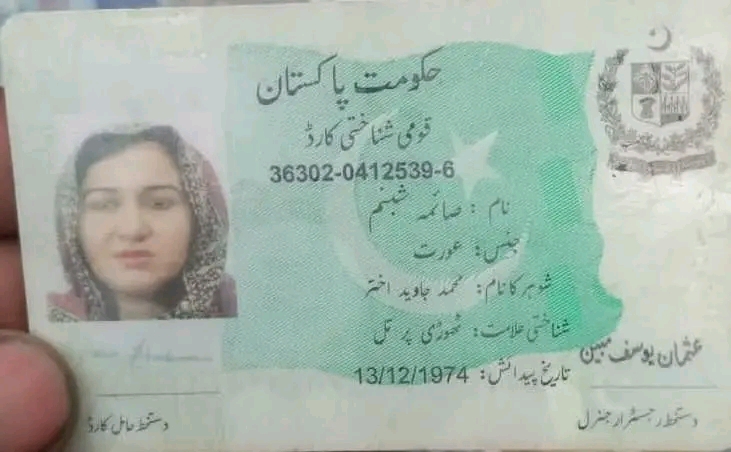 حکومت پاکستان
قومی شناختی کارڈ
36302-0412539-6
نام : صائمہ شبنم
جنس: عورت
شوہر کا نام: محمد جاوید اختر
شناختی علامت: ٹھوڑی پر تل
تاریخ پیدائش: 13/12/1974
عثمان یوسف مبین
دستخط حامل کارڈ
دستخط رجسٹرار جنرل